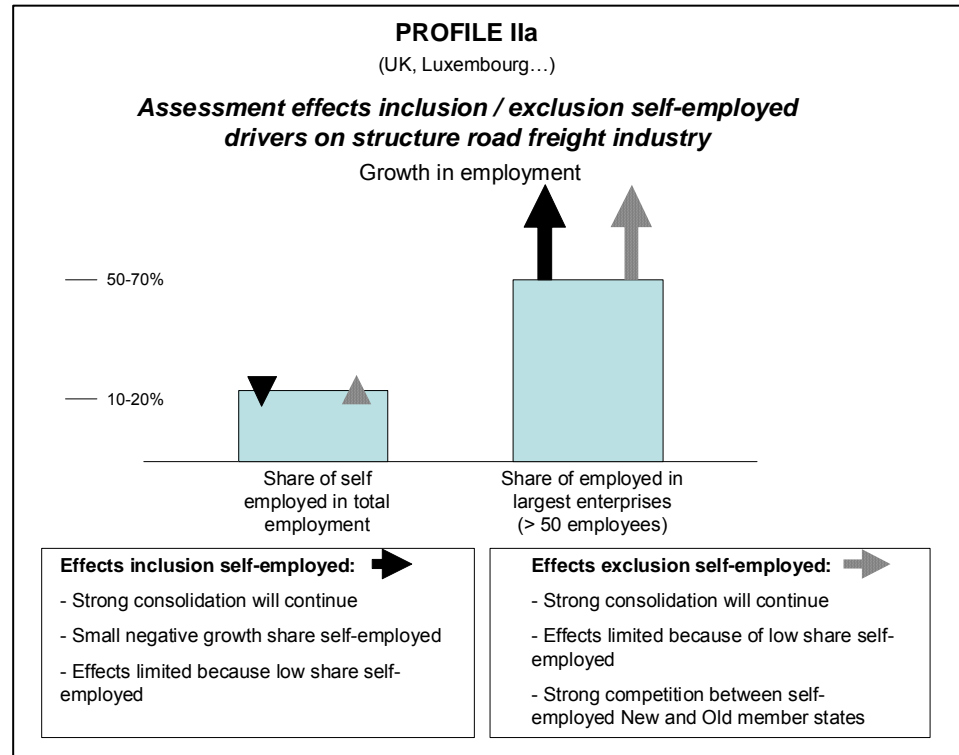 PROFILE IIa
(UK, Luxembourg…)
Assessment effects inclusion / exclusion self-employed
drivers on structure road freight industry
Growth in employment
50-70%
10-20%
Share of self
employed in total
employment
Share of employed in
largest enterprises
(> 50 employees)
Effects inclusion self-employed:
- Strong consolidation will continue
- Small negative growth share self-employed
- Effects limited because low share self-
employed
Effects exclusion self-employed:
- Strong consolidation will continue
- Effects limited because of low share self-
employed
- Strong competition between self-
employed New and Old member states